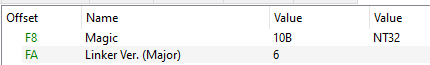 Offset Name Value Value
F8 Magic 10B NT32
FA Linker Ver. (Major) 6